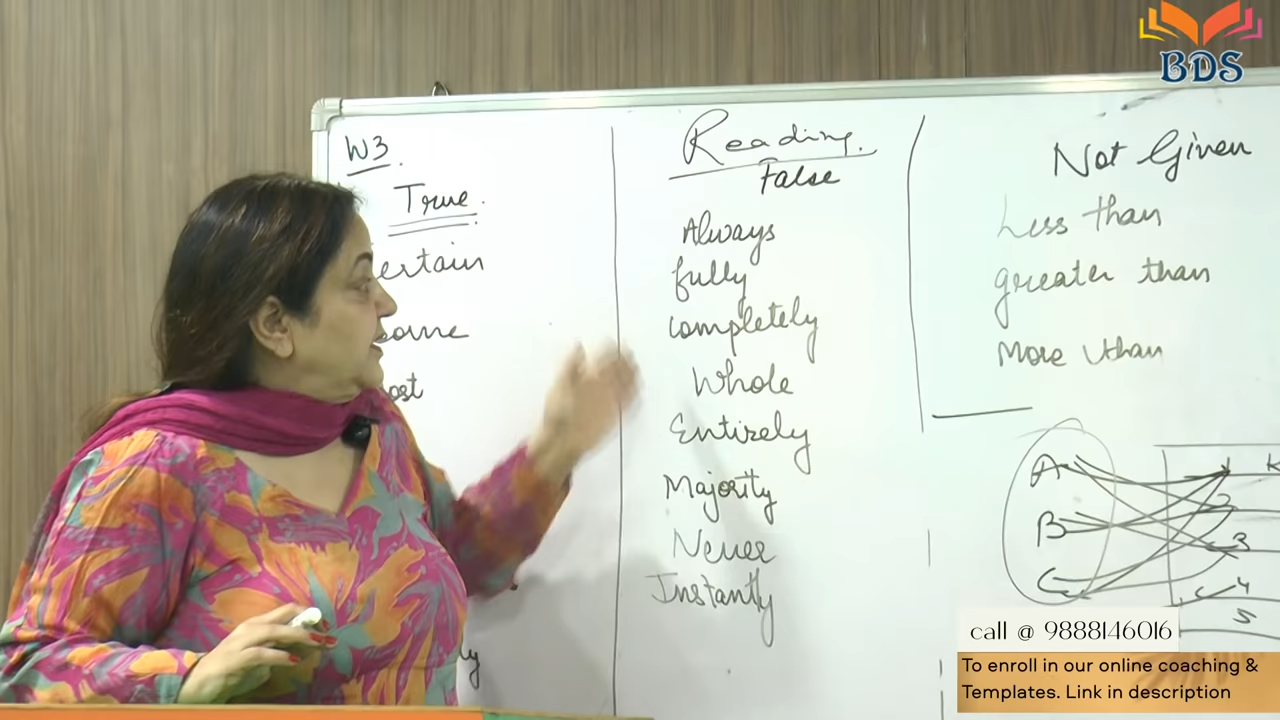 BDS
W3.
Reading.
True.
ertain
ome
ost
ly
False
Always
fully
completely
Whole
Entirely
Majority
Never
Instantly
Not Given
Less than
greater than
More than
A
B
C
1 K
2
3
4
5
call @ 9888146016
To enroll in our online coaching &
Templates. Link in description